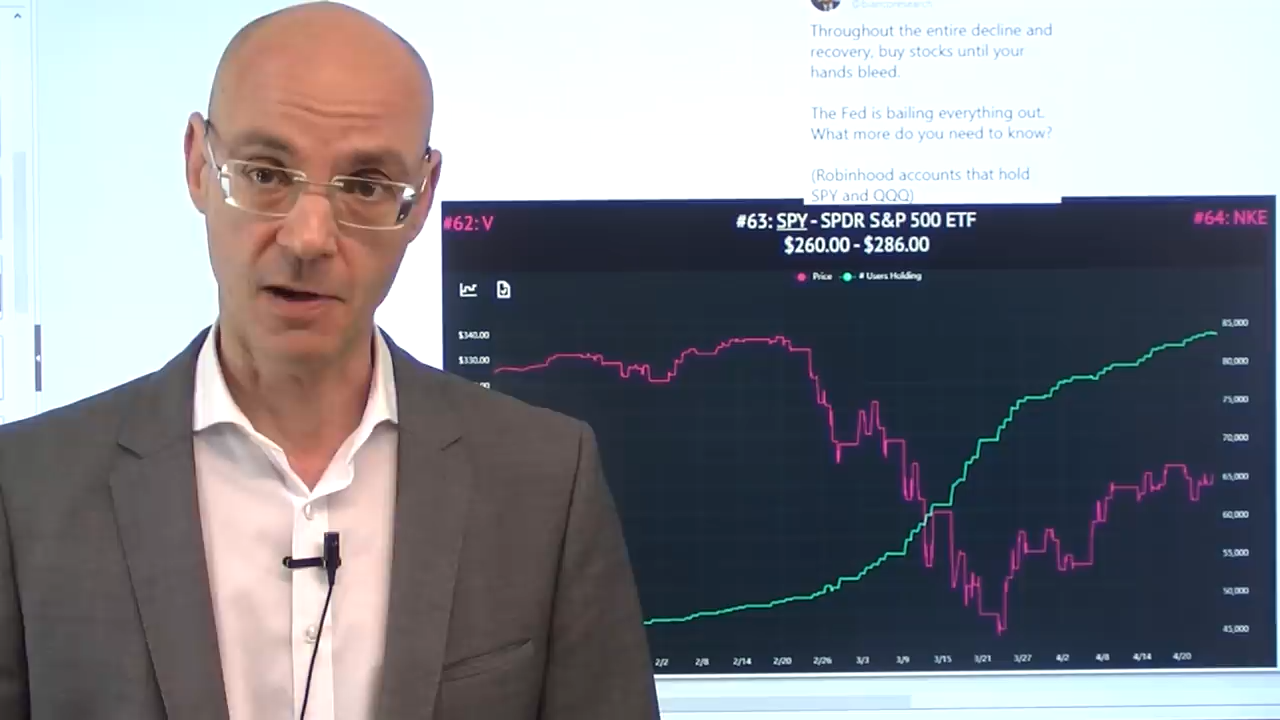 @biancoresearch
Throughout the entire decline and
recovery, buy stocks until your
hands bleed.
The Fed is bailing everything out.
What more do you need to know?
(Robinhood accounts that hold
SPY and QQQ)
#62: V
#63: SPY - SPDR S&P 500 ETF
#64: NKE
$260.00 - $286.00
Price
# Users Holding
$340.00
$330.00
00
85,000
80,000
75,000
70,000
65,000
60,000
55,000
50,000
45,000
2/2
2/8
2/14
2/20
2/26
3/3
3/9
3/15
3/21
3/27
4/2
4/8
4/14
4/20